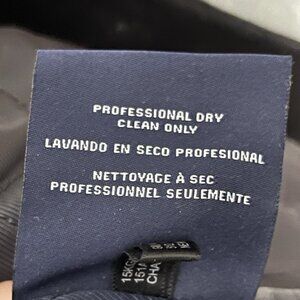 PROFESSIONAL DRY
CLEAN ONLY
LAVANDO EN SECO PROFESIONAL
NETTOYAGE À SEC
PROFESSIONNEL SEULEMENTE